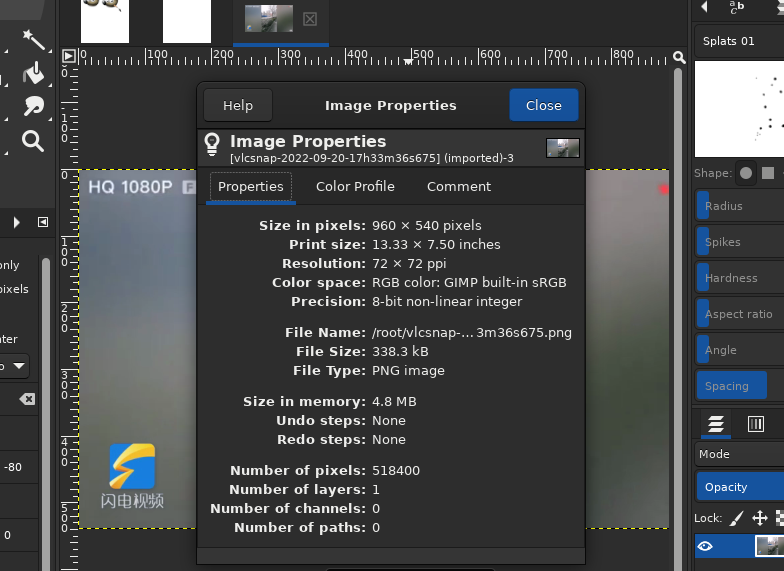 0 100 200 300 400 500 600 700 800
Splats 01
Help
Image Properties
Close
Image Properties
[vlcsnap-2022-09-20-17h33m36s675] (imported)-3
Properties
Color Profile
Comment
HQ 1080P
Shape:
Radius
Spikes
Hardness
Aspect ratio
Angle
Spacing
Size in pixels: 960 × 540 pixels
Print size: 13.33 × 7.50 inches
Resolution: 72 × 72 ppi
Color space: RGB color: GIMP built-in sRGB
Precision: 8-bit non-linear integer
File Name: /root/vlcsnap-…3m36s675.png
File Size: 338.3 kB
File Type: PNG image
Size in memory: 4.8 MB
Undo steps: None
Redo steps: None
Number of pixels: 518400
Number of layers: 1
Number of channels: 0
Number of paths: 0
only
pixels
-80
0
0
100
200
300
400
500
闪电视频
Mode
Opacity
Lock: